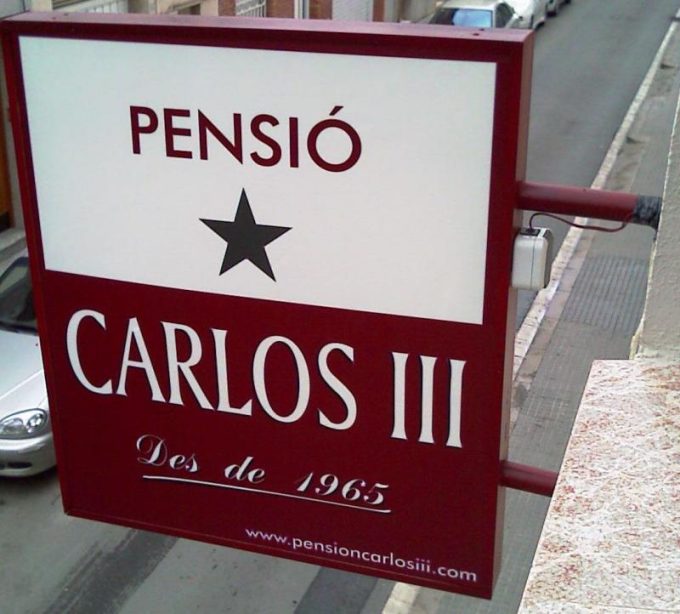 PENSIÓ
CARLOS III
Des de 1965
www.pensioncarlosiii.com